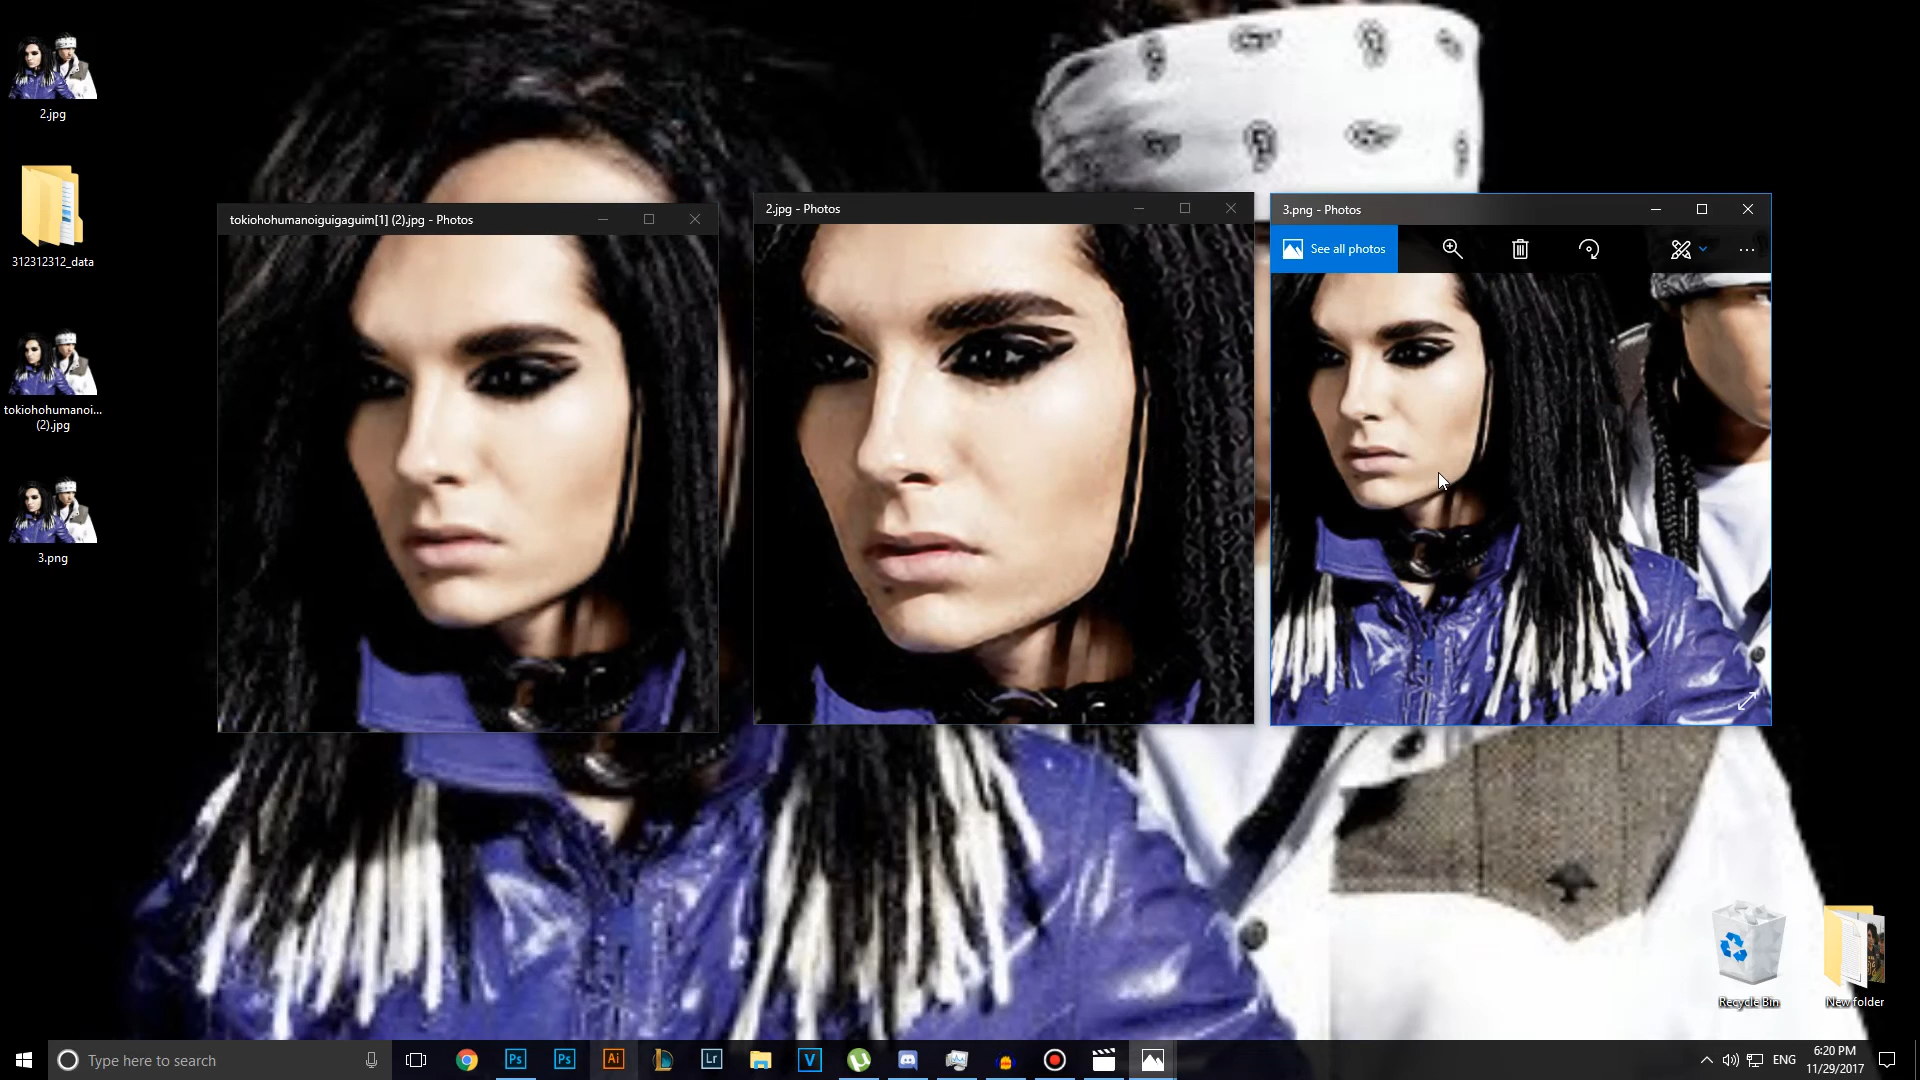 2.jpg
312312312_data
tokiohohumanoi...
(2).jpg
3.png
tokiohohumanoiguigaguim[1] (2).jpg - Photos
2.jpg - Photos
3.png - Photos
See all photos
Recycle Bin
New folder
Type here to search
Ps
Ps
Ai
Lr
V
ENG
6:20 PM
11/29/2017